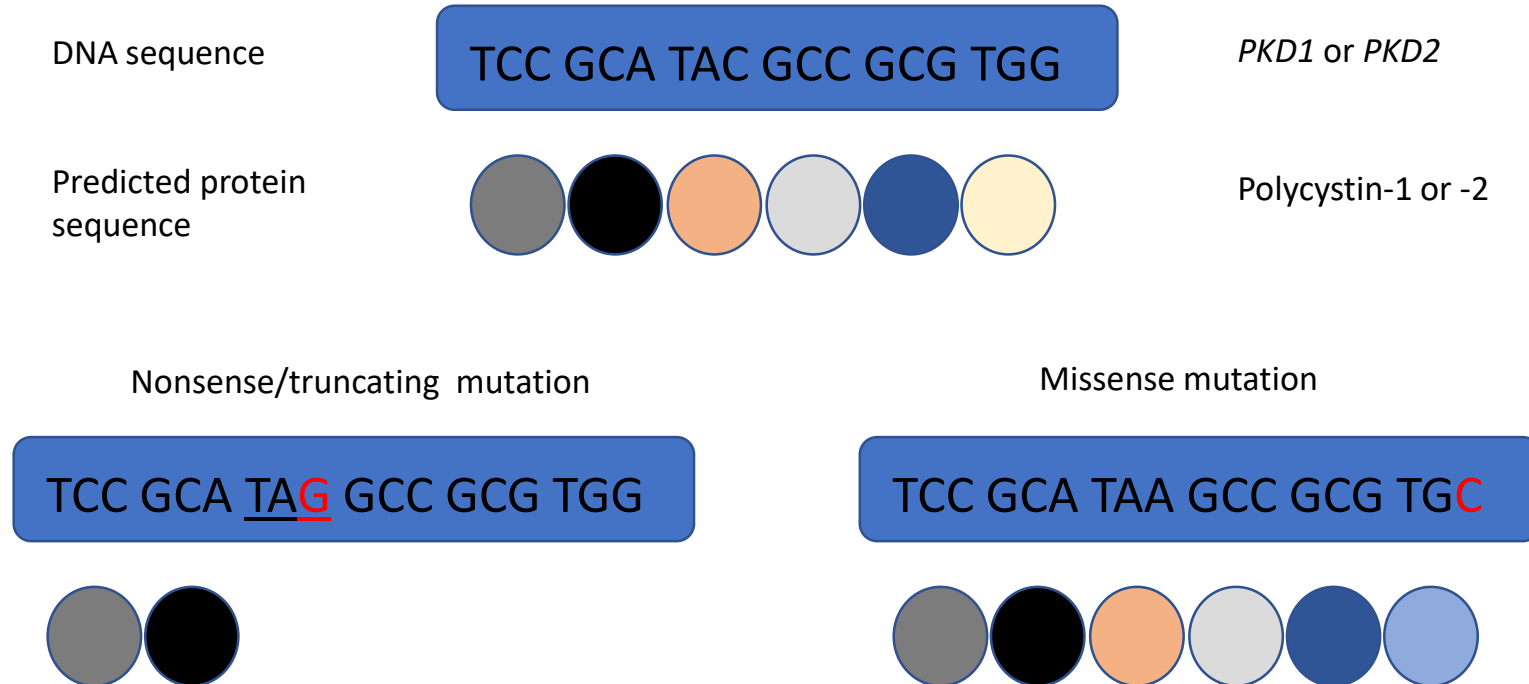 DNA sequence
TCC GCA TAC GCC GCG TGG
PKD1 or PKD2
Predicted protein
sequence
Polycystin-1 or -2
Nonsense/truncating  mutation
Missense mutation
TCC GCA TAG GCC GCG TGG
TCC GCA TAA GCC GCG TGC